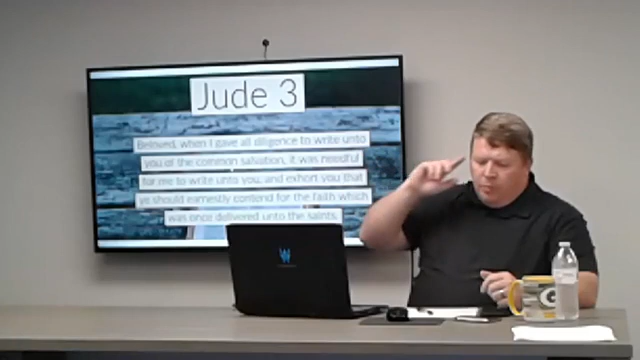 Jude 3
Beloved, when I gave all diligence to write unto
you of the common salvation, it was needful
for me to write unto you, and exhort you that
ye should earnestly contend for the faith which
was once delivered unto the saints.
G